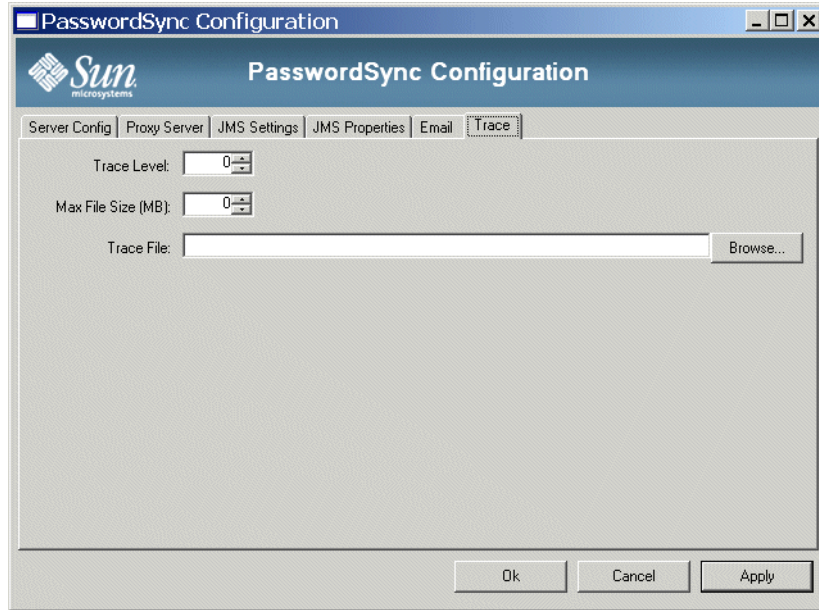 PasswordSync Configuration
Sun
microsystems
PasswordSync Configuration
Server Config Proxy Server JMS Settings JMS Properties Email Trace
Trace Level: 0
Max File Size (MB): 0
Trace File: Browse...
Ok Cancel Apply